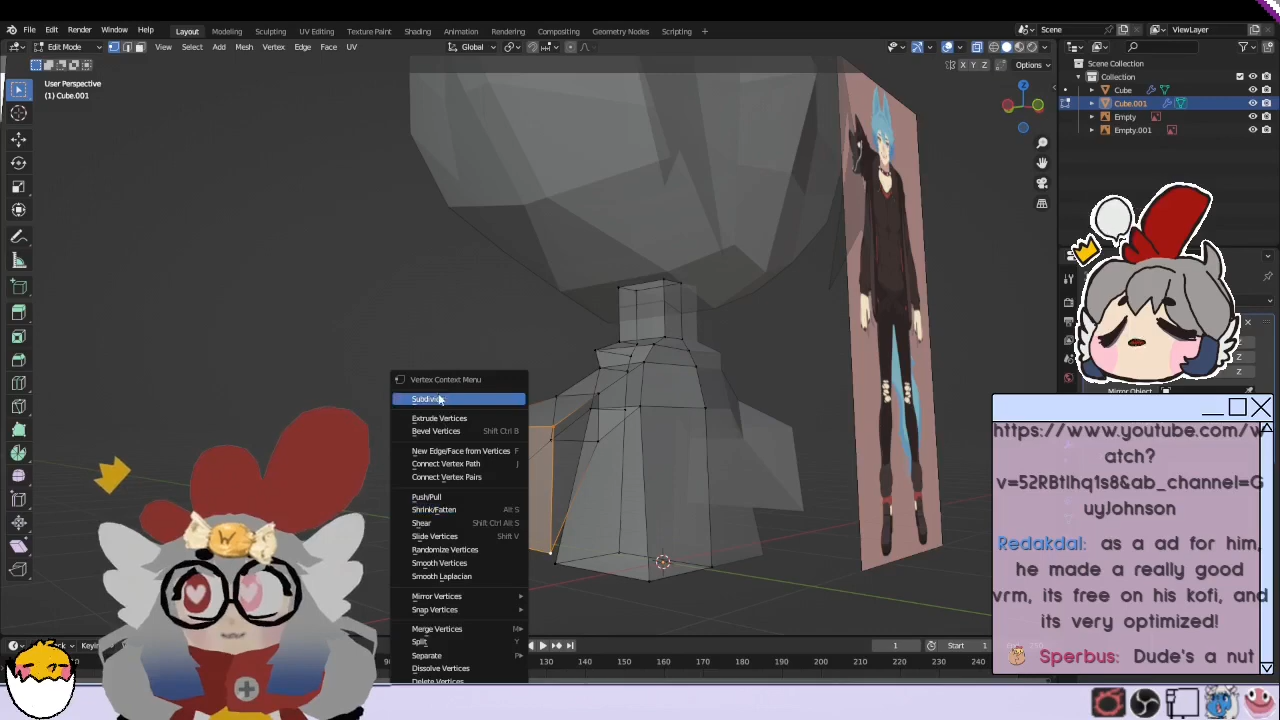 File Edit Render Window Help Layout Modeling Sculpting UV Editing Texture Paint Shading Animation Rendering Compositing Geometry Nodes Scripting + Scene ViewLayer
Edit Mode View Select Add Mesh Vertex Edge Face UV Global
X Y Z Options
User Perspective
(1) Cube.001
Scene Collection
Collection
Cube
Cube.001
Empty
Empty.001
Z
Z
Mirror Object
Vertex Context Menu
Subdivide
Extrude Vertices
Bevel Vertices Shift Ctrl B
New Edge/Face from Vertices F
Connect Vertex Path J
Connect Vertex Pairs
Push/Pull
Shrink/Fatten Alt S
Shear Shift Ctrl Alt S
Slide Vertices Shift V
Randomize Vertices
Smooth Vertices
Smooth Laplacian
Mirror Vertices
Snap Vertices
Merge Vertices M
Split Y
Separate P
Dissolve Vertices
Delete Vertices
1 Start 1
130 140 150 160 170 180 190 200 210 220 230 240
W
https://www.youtube.com/w
atch?
v=52RBtlhq1s8&ab_channel=G
uyJohnson
Redakdal: as a ad for him,
he made a really good
vrm, its free on his kofi, and
its very optimized!
Sperbus: Dude's a nut